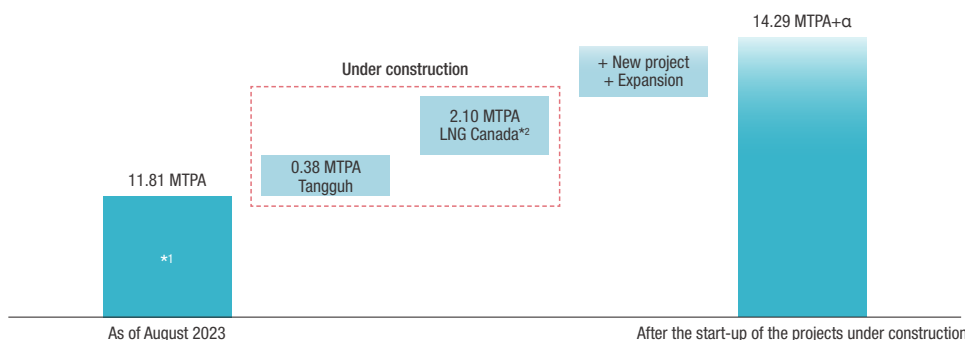 14.29 MTPA+α
+ New project
+ Expansion
Under construction
2.10 MTPA
LNG Canada*2
0.38 MTPA
Tangguh
11.81 MTPA
*1
As of August 2023
After the start-up of the projects under construction